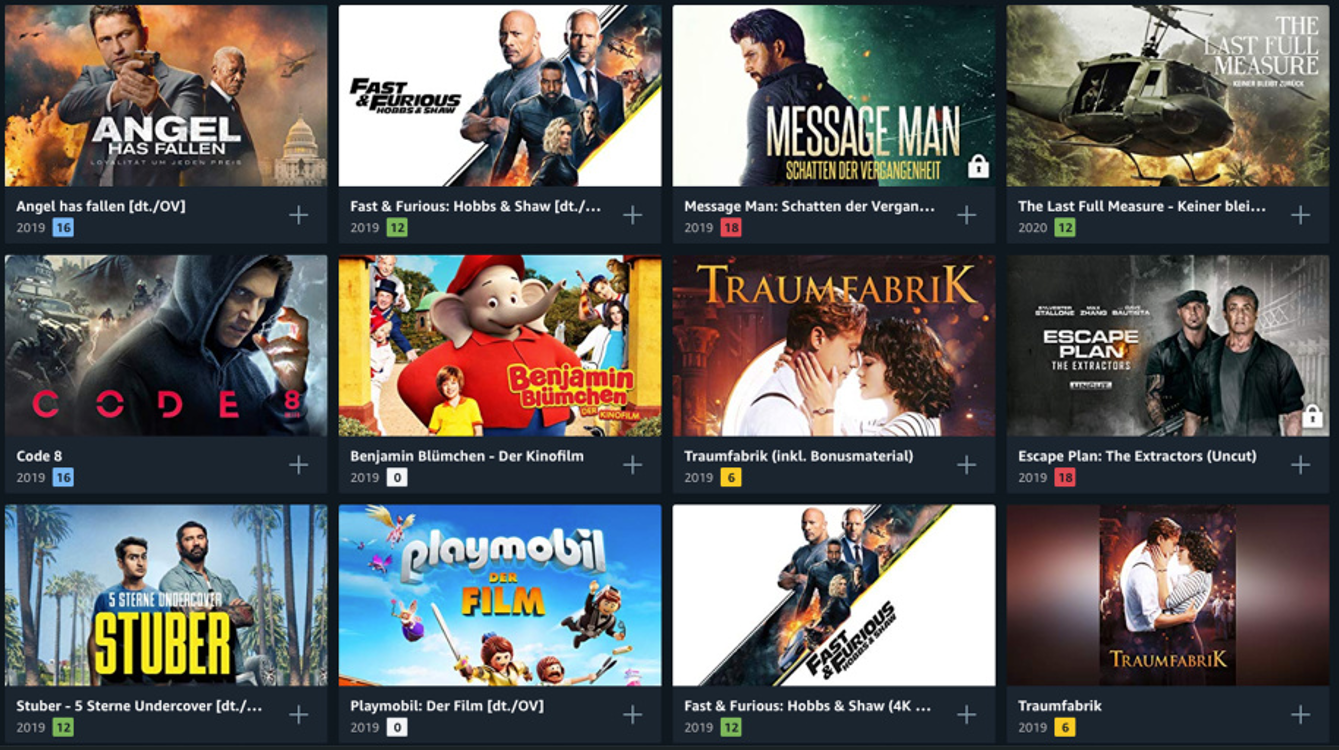 ANGEL
HAS FALLEN
LOYALITÄT UM JEDEN PREIS
Angel has fallen [dt./OV]
2019 16
FAST
& FURIOUS
HOBBS & SHAW
Fast & Furious: Hobbs & Shaw [dt./...
2019 12
MESSAGE MAN
SCHATTEN DER VERGANGENHEIT
Message Man: Schatten der Vergan...
2019 18
THE
LAST FULL
MEASURE
KEINER BLEIBT ZURÜCK
The Last Full Measure - Keiner blei...
2020 12
CODE 8
Code 8
2019 16
Benjamin
Blümchen
DER KINOFILM
Benjamin Blümchen - Der Kinofilm
2019 0
TRAUMFABRIK
Traumfabrik (inkl. Bonusmaterial)
2019 6
SYLVESTER MAX DAVE
STALLONE ZHANG BAUTISTA
ESCAPE
PLAN
THE EXTRACTORS
UNCUT
Escape Plan: The Extractors (Uncut)
2019 18
5 STERNE UNDERCOVER
STUBER
Stuber - 5 Sterne Undercover [dt./...
2019 12
playmobil
DER
FILM
Playmobil: Der Film [dt./OV]
2019 0
FAST
& FURIOUS
HOBBS & SHAW
Fast & Furious: Hobbs & Shaw (4K ...
2019 12
TRAUMFABRIK
Traumfabrik
2019 6